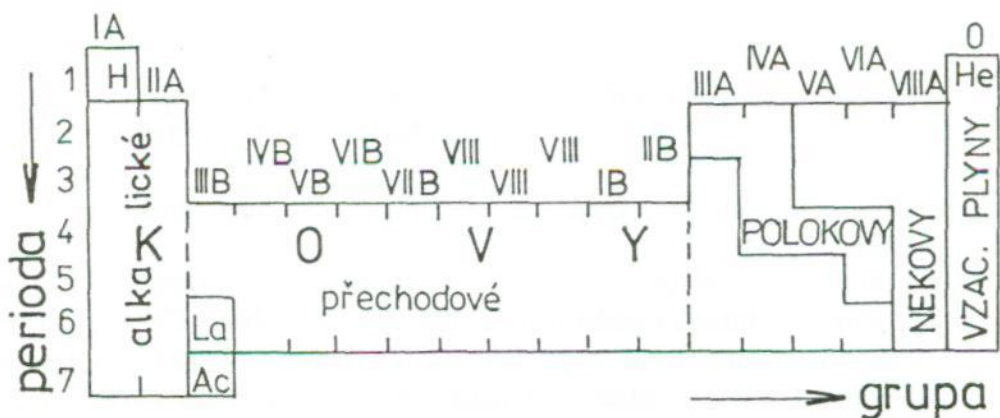 IA
O
1 H IIA IIIA IVA VA VIA VIIIA He
2
3 IIIB IVB VB VIB VIIB VIII VIII VIII IB IIB
4 K O V Y POLOKOVY
5
přechodové
6 La
7 Ac
perioda
alkalické
NEKOVY
VZAC. PLYNY
grupa